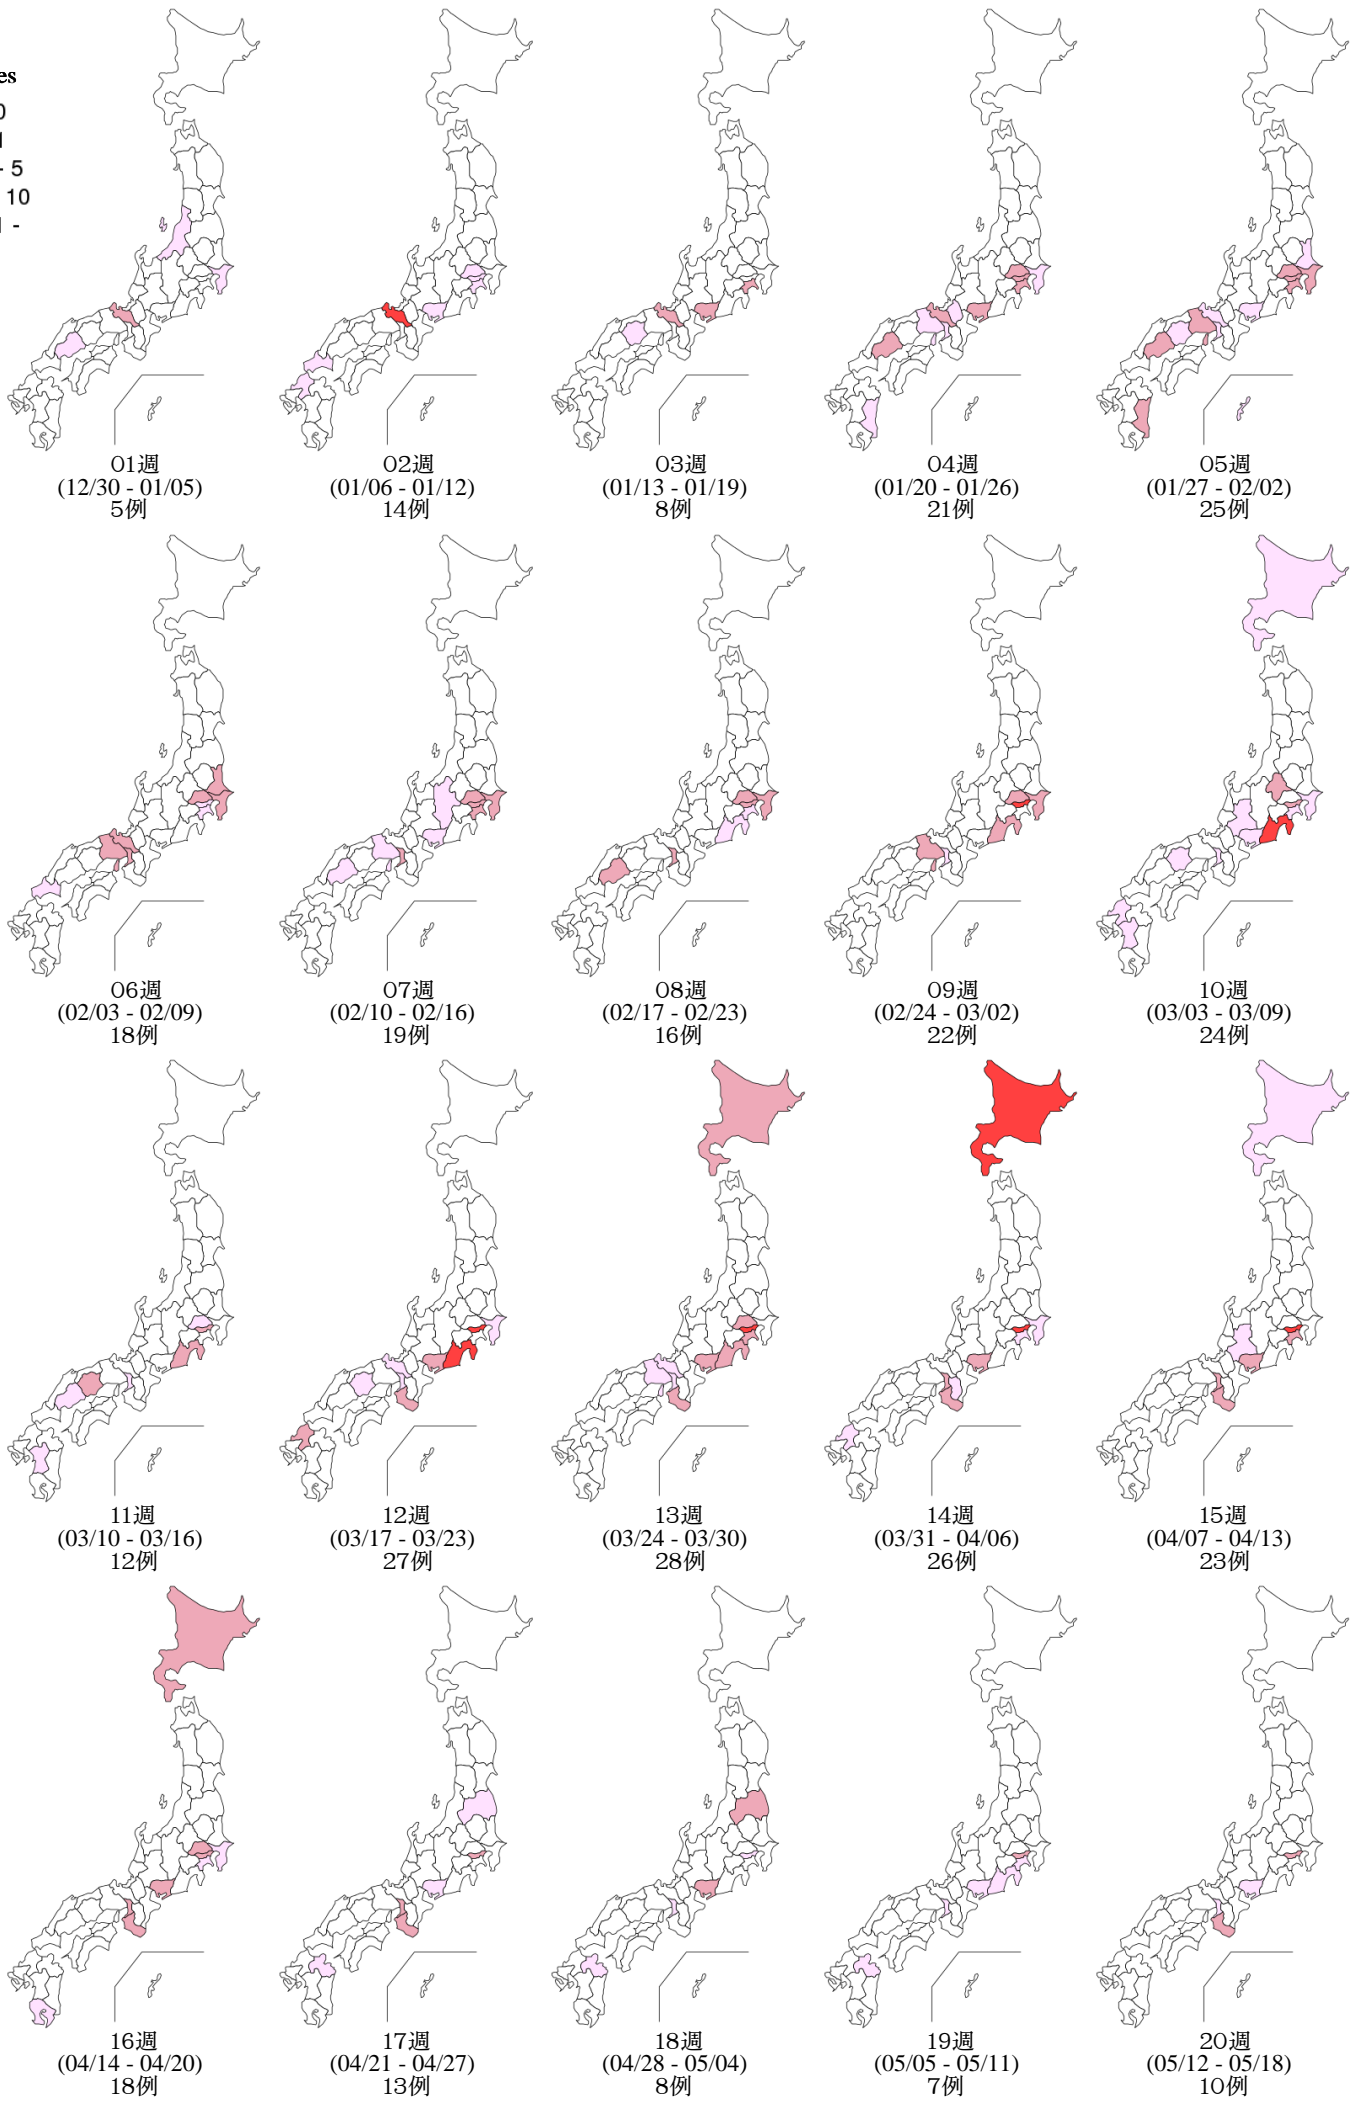 es
0
1
- 5
10
-
01週
(12/30 - 01/05)
5例
02週
(01/06 - 01/12)
14例
03週
(01/13 - 01/19)
8例
04週
(01/20 - 01/26)
21例
05週
(01/27 - 02/02)
25例
06週
(02/03 - 02/09)
18例
07週
(02/10 - 02/16)
19例
08週
(02/17 - 02/23)
16例
09週
(02/24 - 03/02)
22例
10週
(03/03 - 03/09)
24例
11週
(03/10 - 03/16)
12例
12週
(03/17 - 03/23)
27例
13週
(03/24 - 03/30)
28例
14週
(03/31 - 04/06)
26例
15週
(04/07 - 04/13)
23例
16週
(04/14 - 04/20)
18例
17週
(04/21 - 04/27)
13例
18週
(04/28 - 05/04)
8例
19週
(05/05 - 05/11)
7例
20週
(05/12 - 05/18)
10例